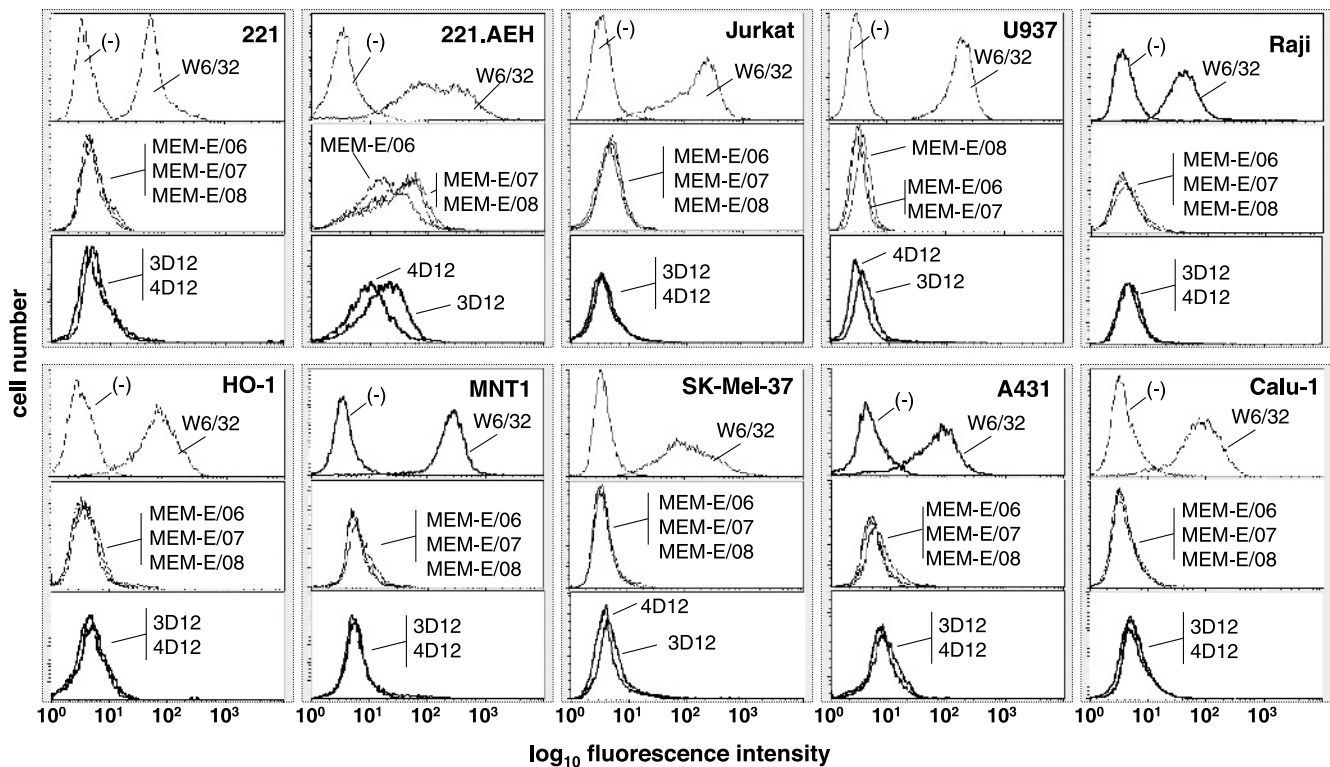 cell number
221
(-)
W6/32
MEM-E/06
MEM-E/07
MEM-E/08
3D12
4D12
221.AEH
(-)
W6/32
MEM-E/06
MEM-E/07
MEM-E/08
4D12
3D12
Jurkat
(-)
W6/32
MEM-E/06
MEM-E/07
MEM-E/08
3D12
4D12
U937
(-)
W6/32
MEM-E/08
MEM-E/06
MEM-E/07
4D12
3D12
Raji
(-)
W6/32
MEM-E/06
MEM-E/07
MEM-E/08
3D12
4D12
HO-1
(-)
W6/32
MEM-E/06
MEM-E/07
MEM-E/08
3D12
4D12
10⁰ 10¹ 10² 10³
MNT1
(-)
W6/32
MEM-E/06
MEM-E/07
MEM-E/08
3D12
4D12
10⁰ 10¹ 10² 10³
SK-Mel-37
W6/32
MEM-E/06
MEM-E/07
MEM-E/08
4D12
3D12
10⁰ 10¹ 10² 10³
A431
(-)
W6/32
MEM-E/06
MEM-E/07
MEM-E/08
3D12
4D12
10⁰ 10¹ 10² 10³
Calu-1
(-)
W6/32
MEM-E/06
MEM-E/07
MEM-E/08
3D12
4D12
10⁰ 10¹ 10² 10³
log₁₀ fluorescence intensity